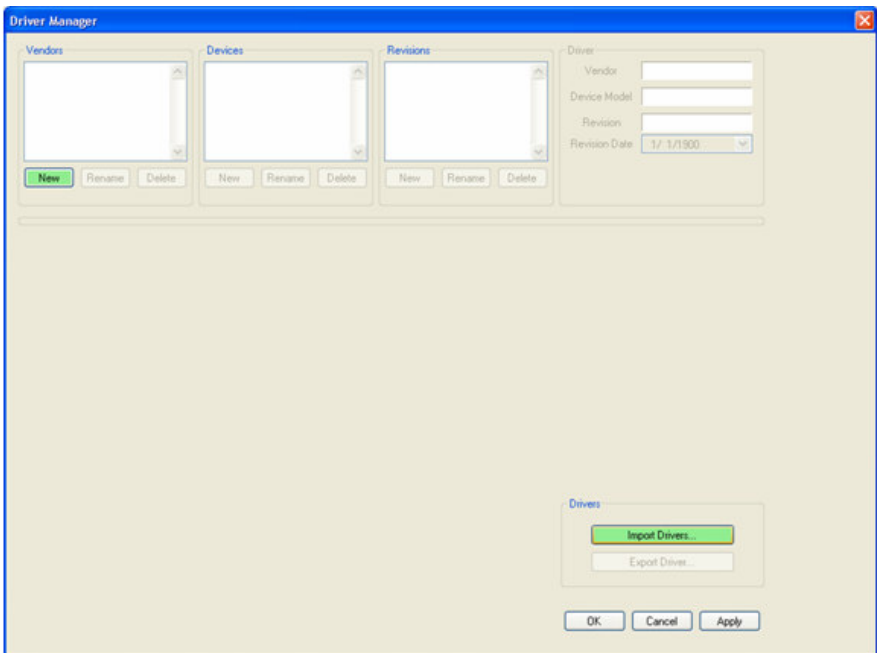 Driver Manager
Vendors
Devices
Revisions
Driver
Vendor
Device Model
Revision
Revision Date 1/ 1/1900
New Rename Delete
New Rename Delete
New Rename Delete
Drivers
Import Drivers...
Export Driver...
OK Cancel Apply